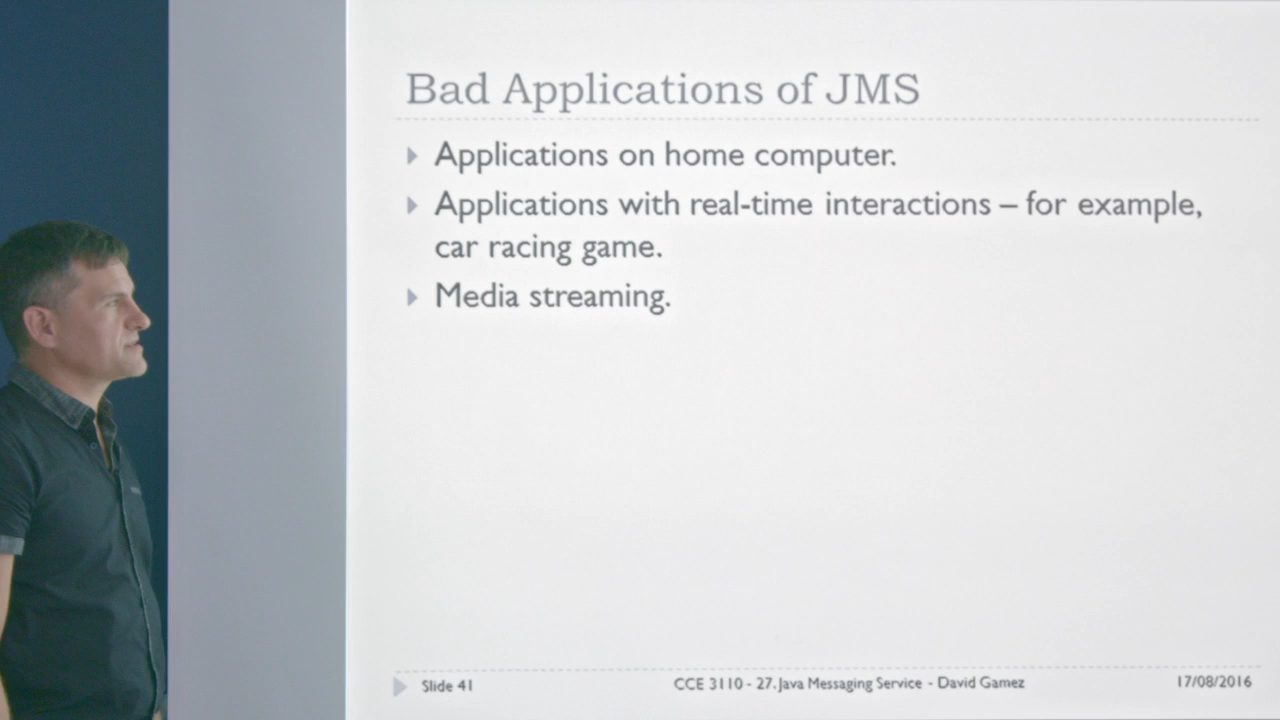 Bad Applications of JMS
Applications on home computer.
Applications with real-time interactions – for example,
car racing game.
Media streaming.
Slide 41
CCE 3110 - 27. Java Messaging Service - David Gamez
17/08/2016